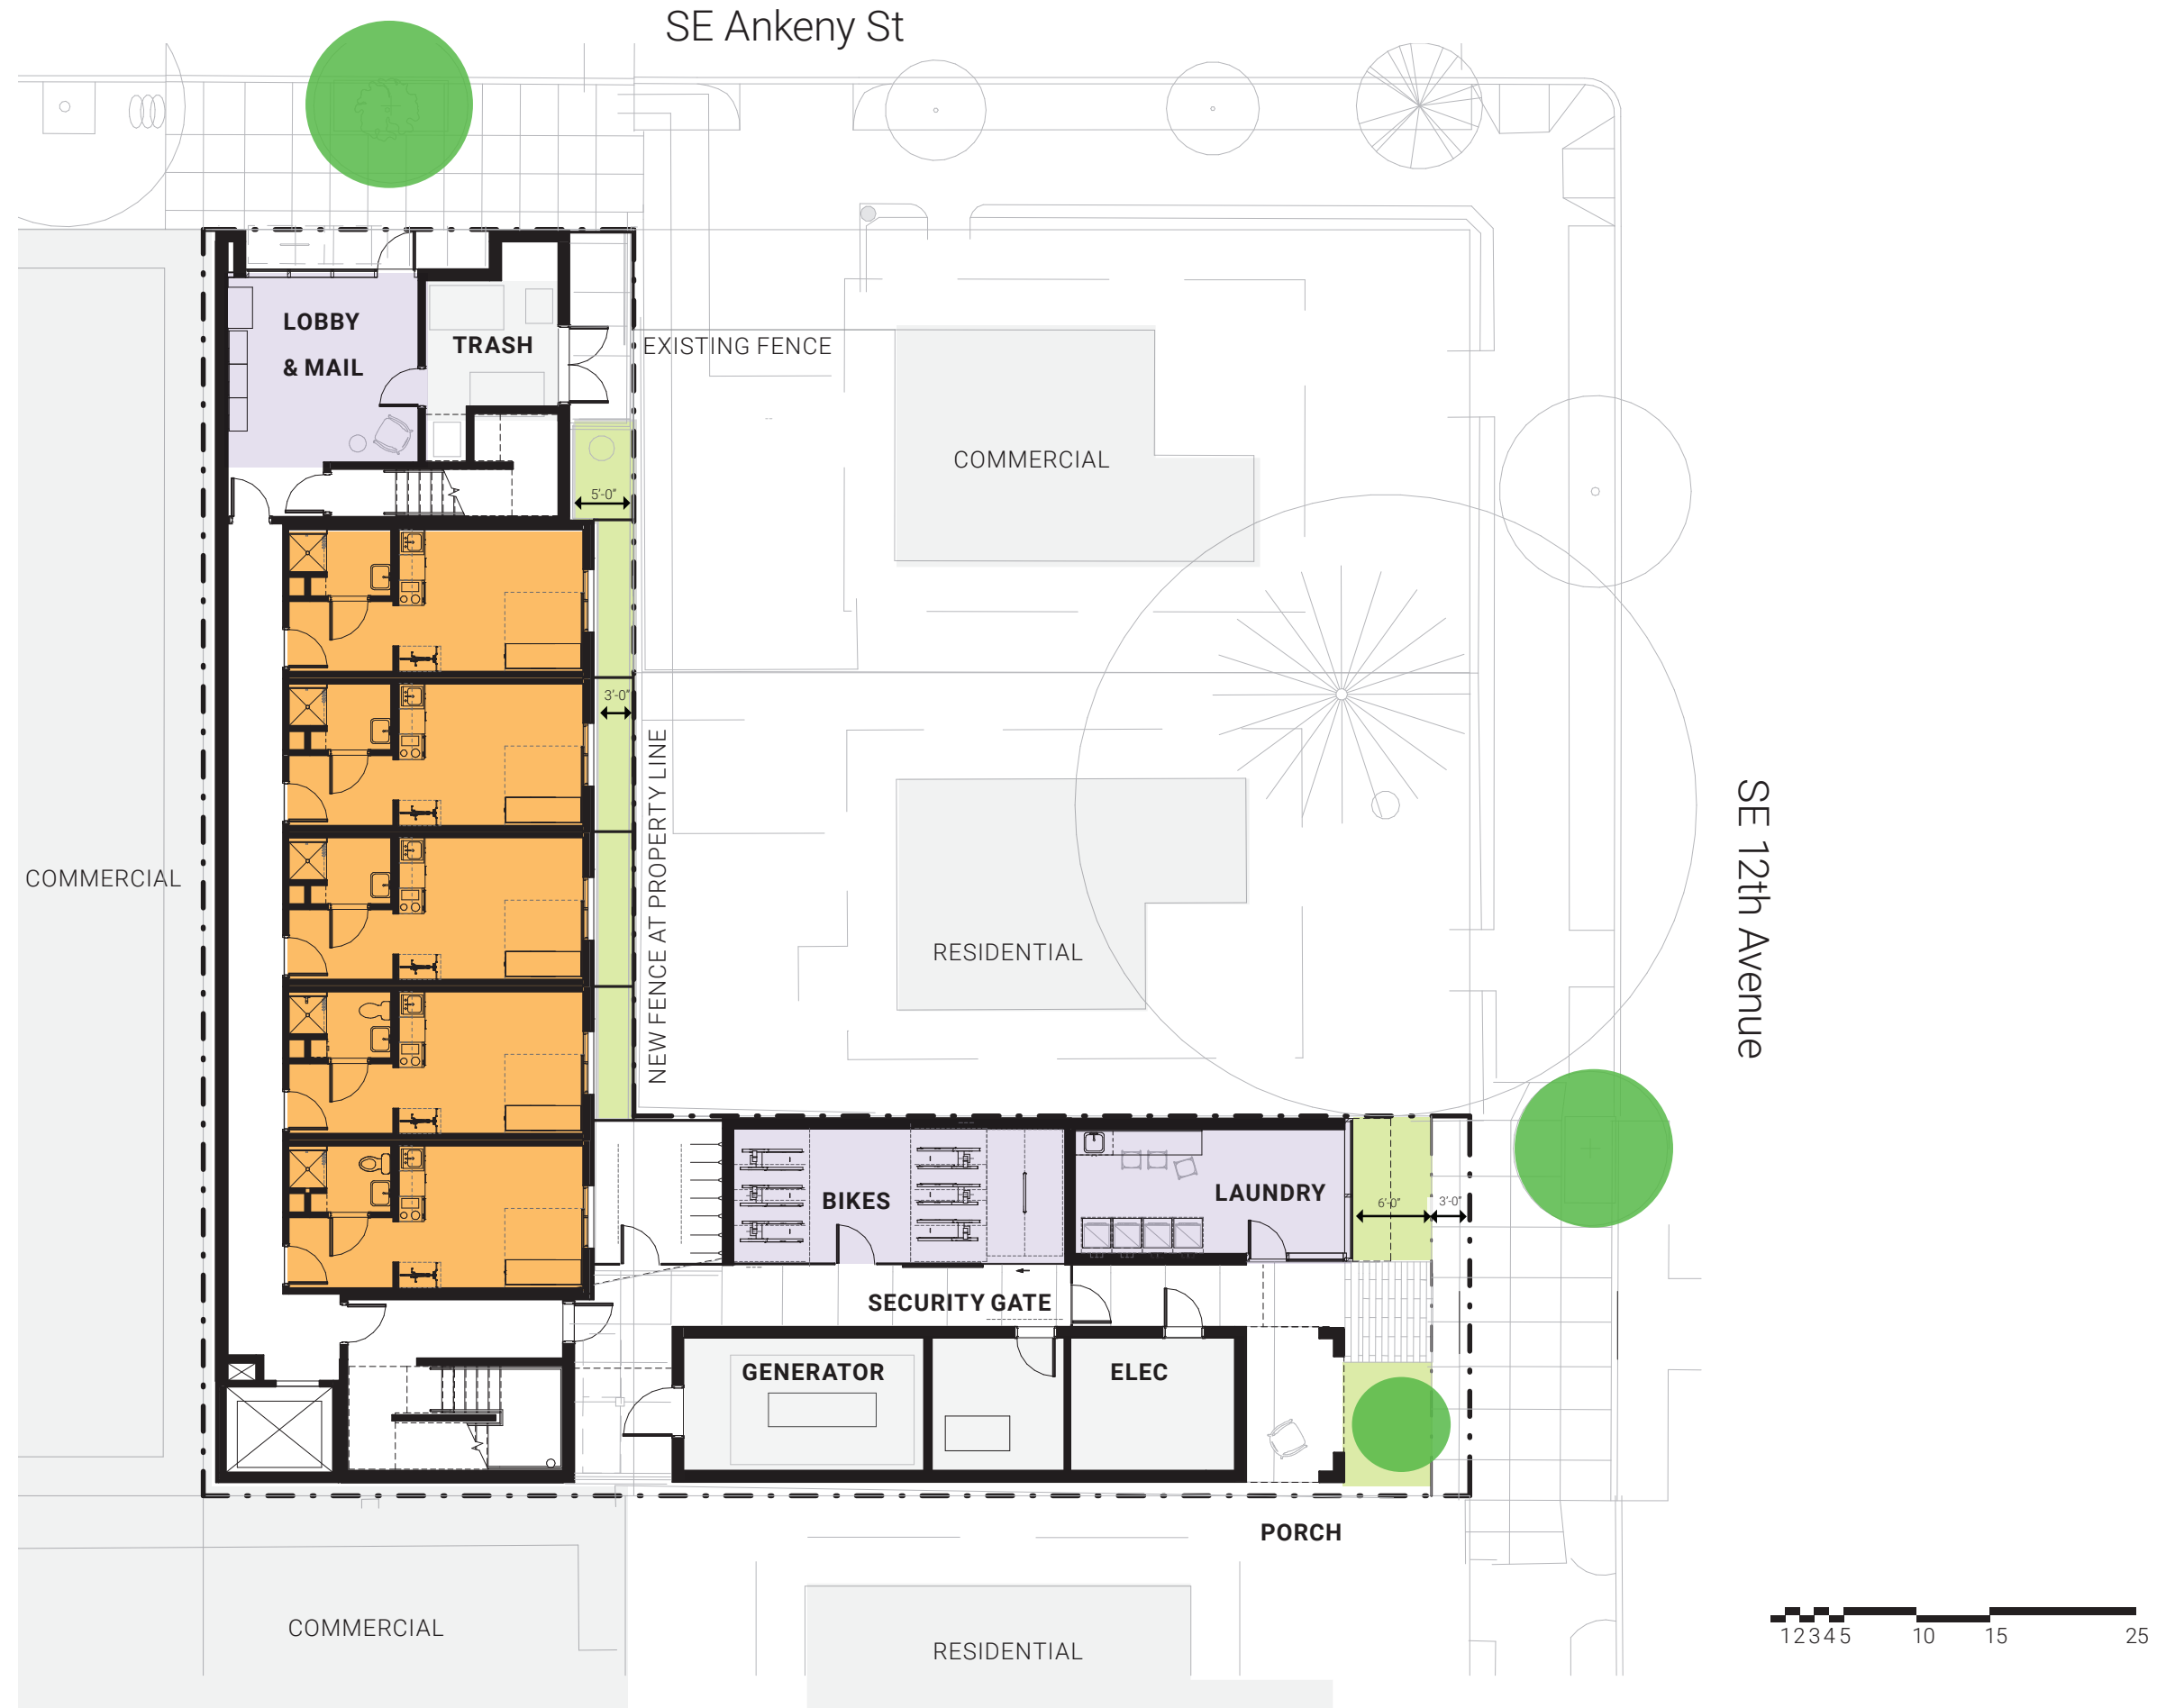 SE Ankeny St
LOBBY
& MAIL
TRASH
EXISTING FENCE
COMMERCIAL
5'-0"
3'-0"
NEW FENCE AT PROPERTY LINE
SE 12th Avenue
COMMERCIAL
RESIDENTIAL
BIKES
LAUNDRY
6'-0"
3'-0"
SECURITY GATE
GENERATOR
ELEC
PORCH
COMMERCIAL
RESIDENTIAL
1 2 3 4 5 10 15 25